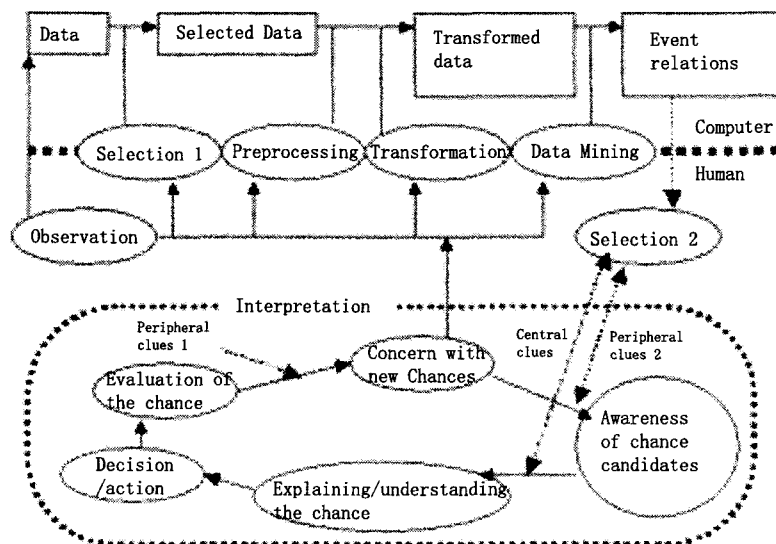 Data
Selected Data
Transformed
data
Event
relations
Computer
Selection 1
Preprocessing
Transformation
Data Mining
Human
Observation
Selection 2
Interpretation
Peripheral
clues 1
Concern with
new Chances
Central
clues
Peripheral
clues 2
Evaluation of
the chance
Awareness
of chance
candidates
Decision
/action
Explaining/understanding
the chance